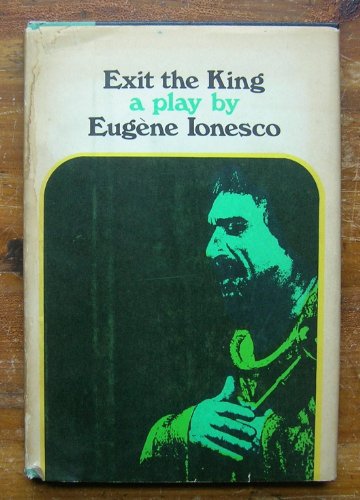 Exit the King
a play by
Eugène Ionesco